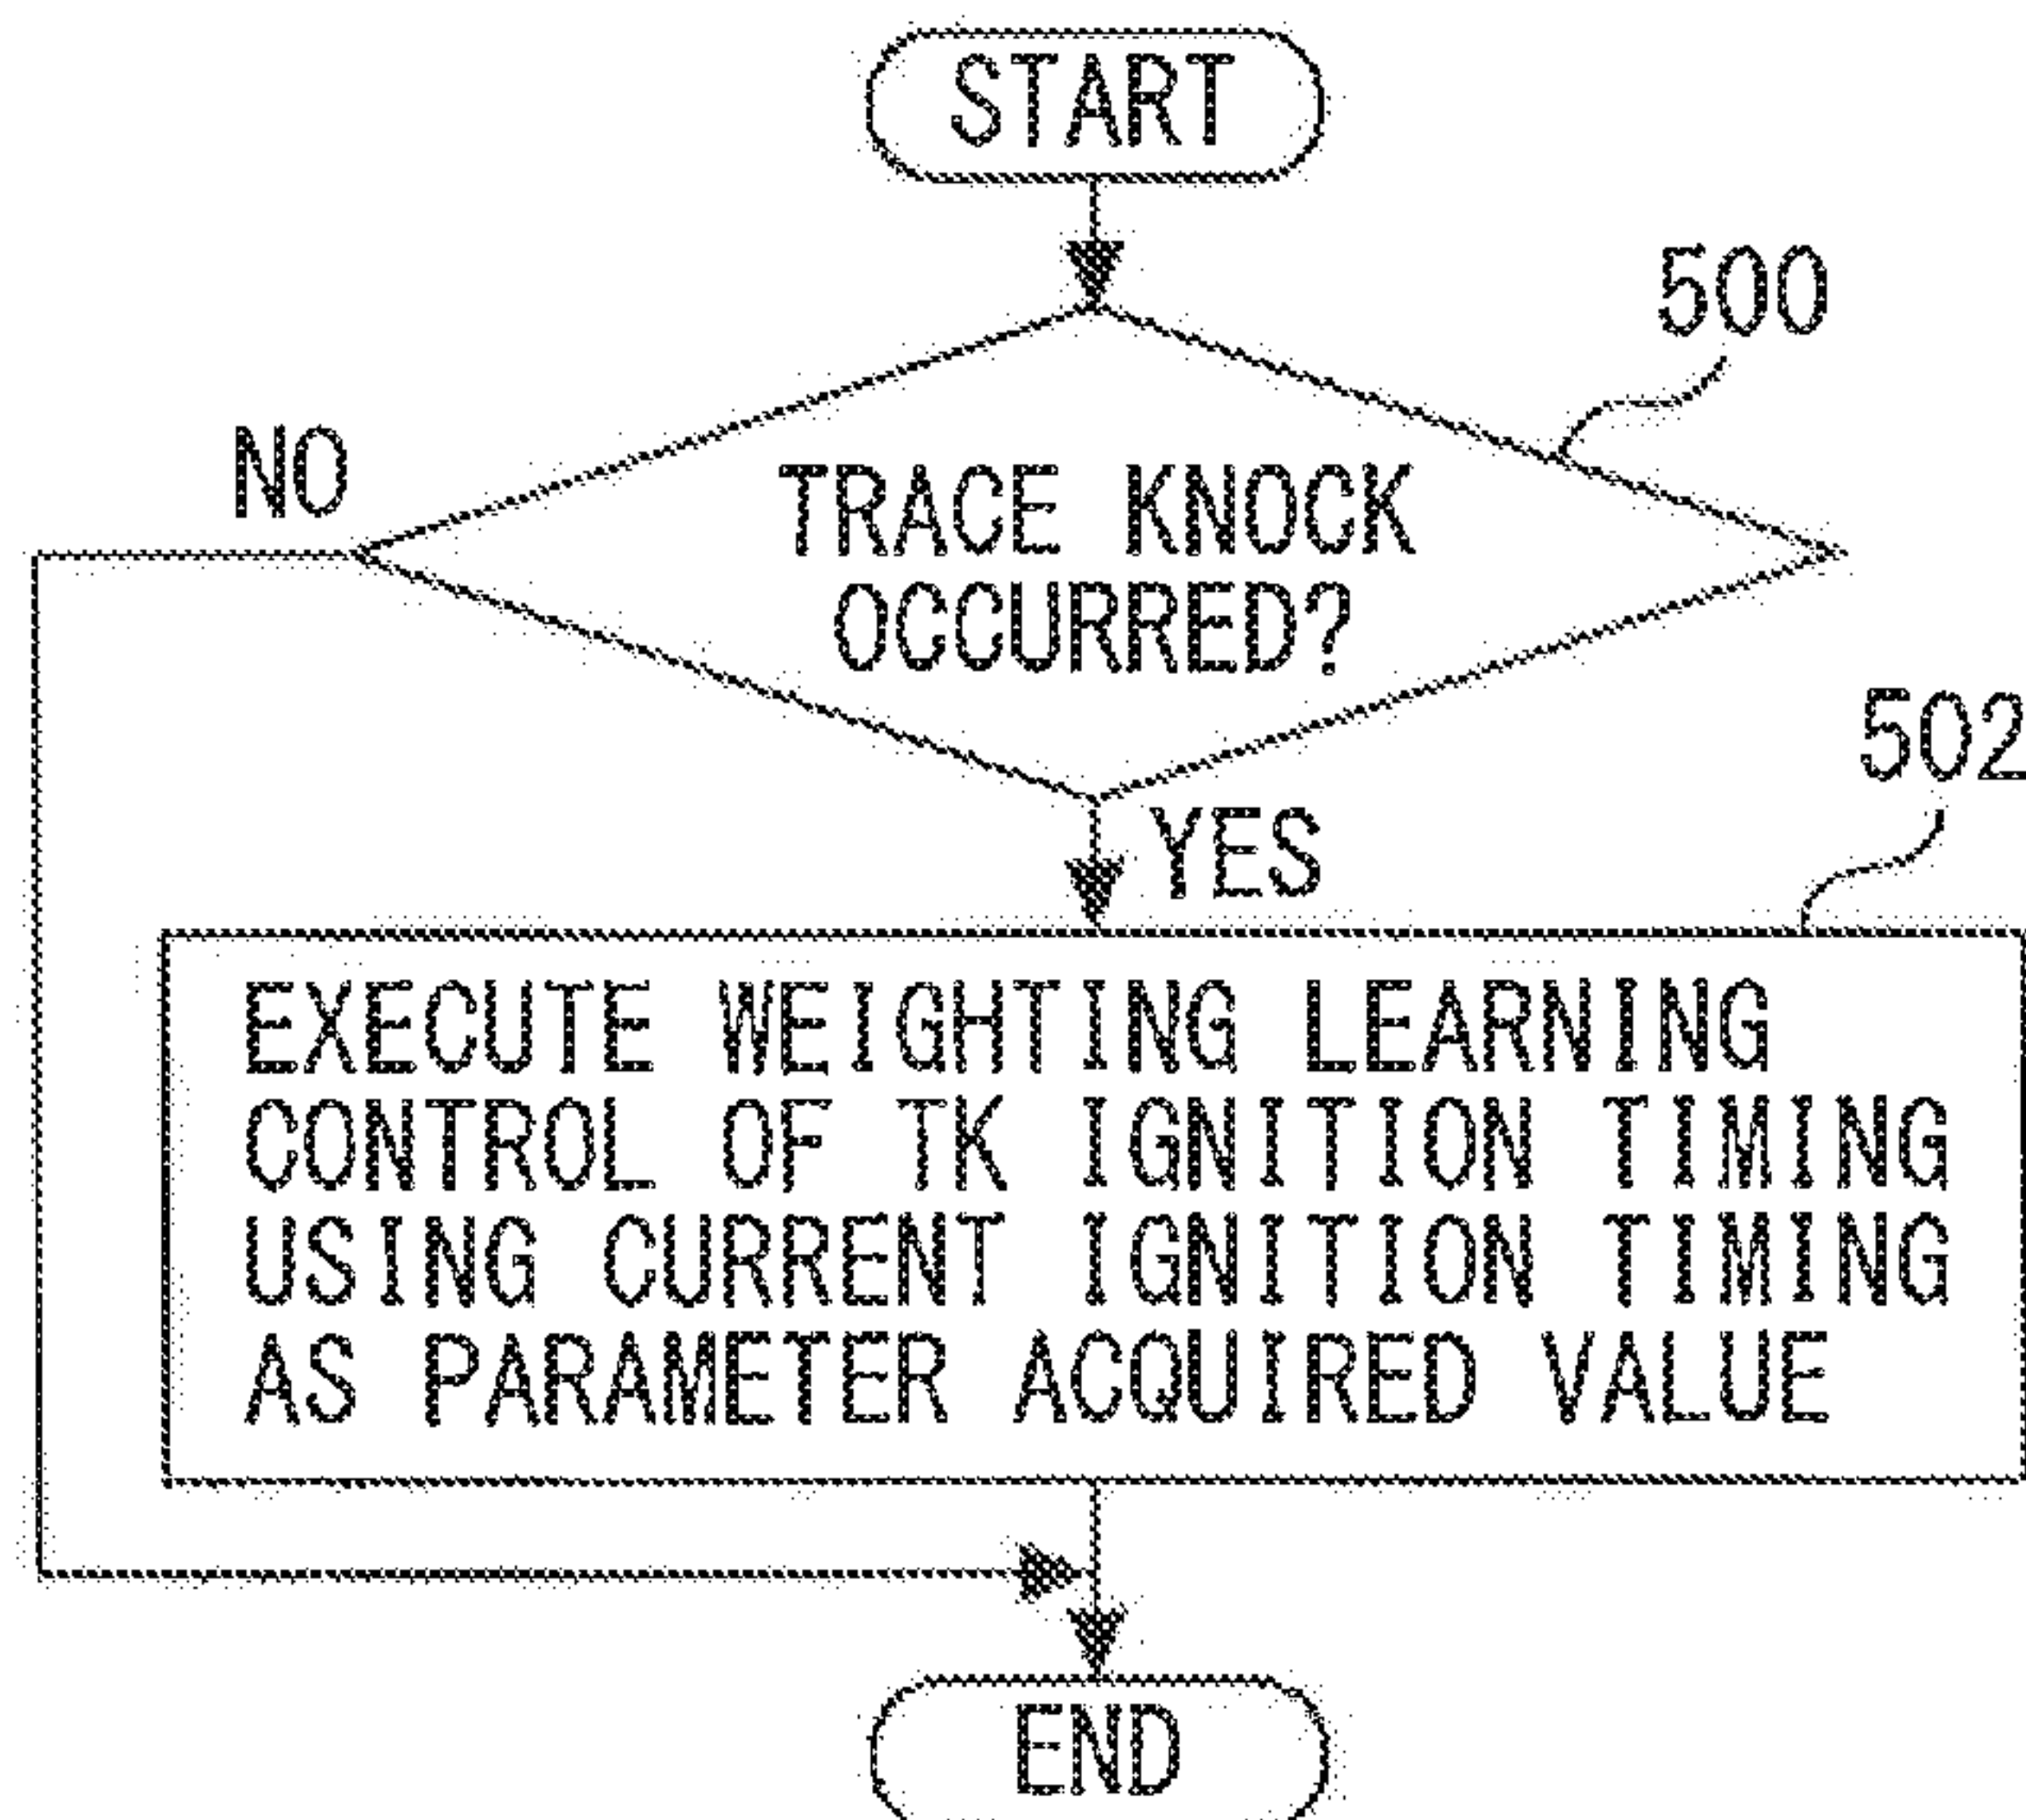 START
500
NO
TRACE KNOCK
OCCURRED?
502
YES
EXECUTE WEIGHTING LEARNING
CONTROL OF TK IGNITION TIMING
USING CURRENT IGNITION TIMING
AS PARAMETER ACQUIRED VALUE
END